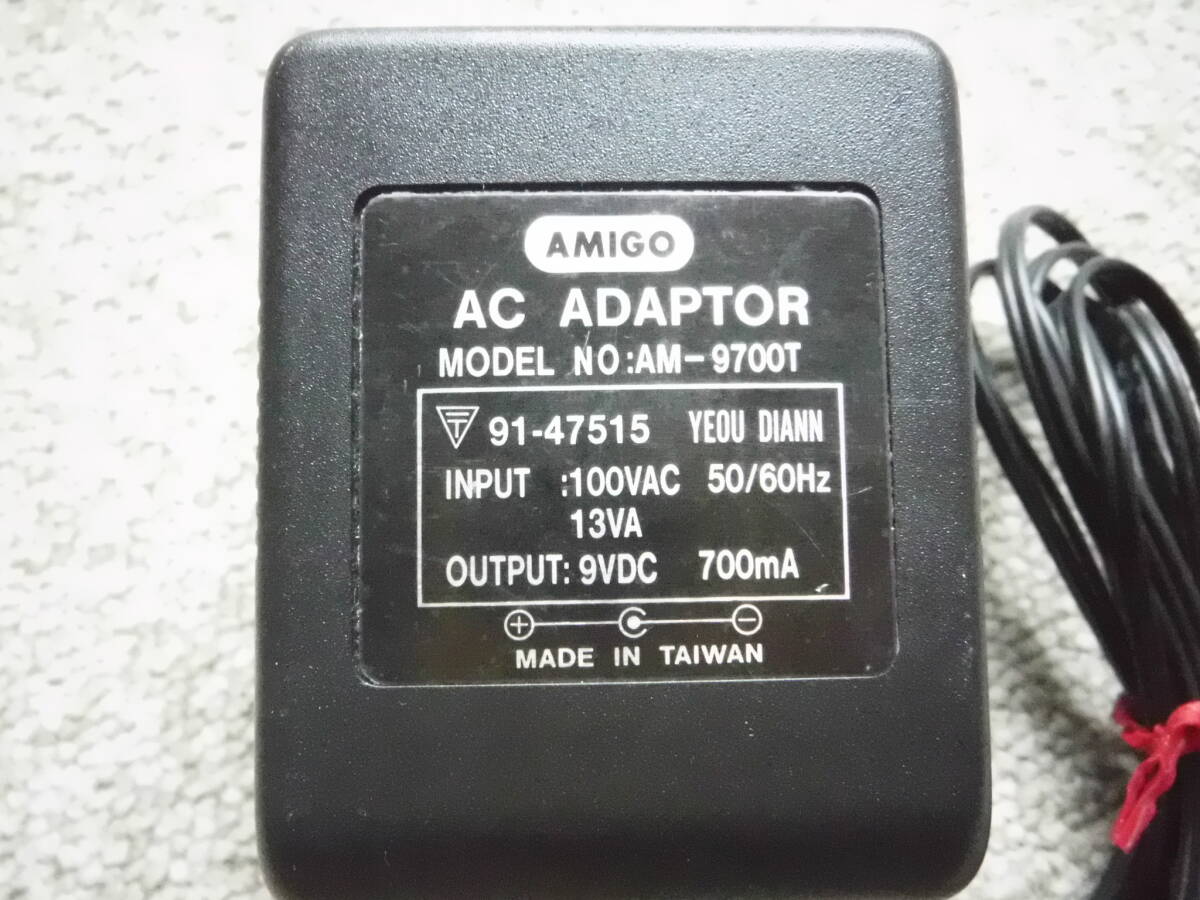 AMIGO
AC ADAPTOR
MODEL NO:AM-9700T
T 91-47515 YEOU DIANN
INPUT :100VAC 50/60Hz
13VA
OUTPUT: 9VDC 700mA
+ −
MADE IN TAIWAN